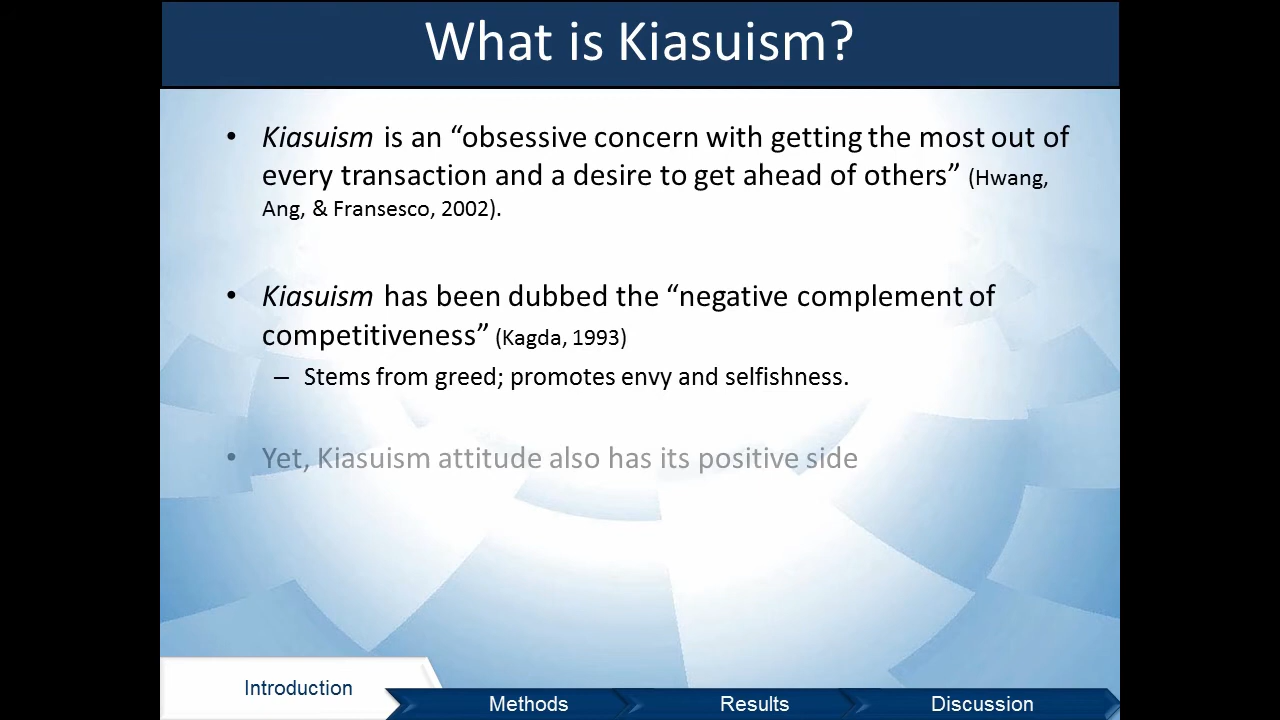 What is Kiasuism?
• Kiasuism is an “obsessive concern with getting the most out of
every transaction and a desire to get ahead of others” (Hwang,
Ang, & Fransesco, 2002).
• Kiasuism has been dubbed the “negative complement of
competitiveness” (Kagda, 1993)
– Stems from greed; promotes envy and selfishness.
• Yet, Kiasuism attitude also has its positive side
Introduction
Methods
Results
Discussion